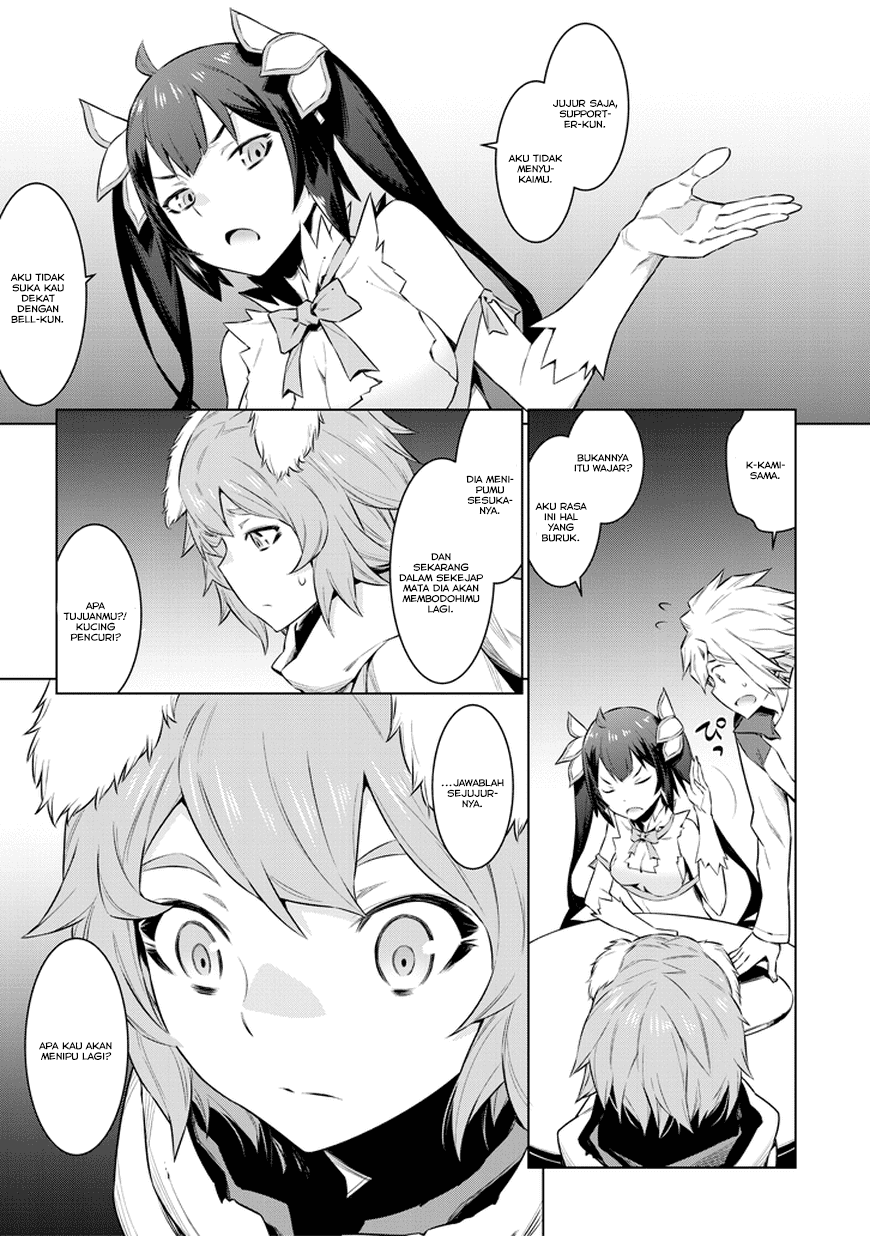 JUJUR SAJA,
SUPPORT-
ER-KUN.
AKU TIDAK
MENYU-
KAIMU.
AKU TIDAK
SUKA KAU
DEKAT
DENGAN
BELL-KUN.
K-KAMI-
SAMA.
BUKANNYA
ITU WAJAR?
AKU RASA
INI HAL
YANG
BURUK.
ぴっ
DIA MENI-
PUMU
SESUKA-
NYA.
DAN
SEKARANG
DALAM SEKEJAP
MATA DIA AKAN
MEMBODOHIMU
LAGI.
APA
TUJUANMU?!
KUCING
PENCURI?
...JAWABLAH
SEJUJUR-
NYA.
APA KAU AKAN
MENIPU LAGI?